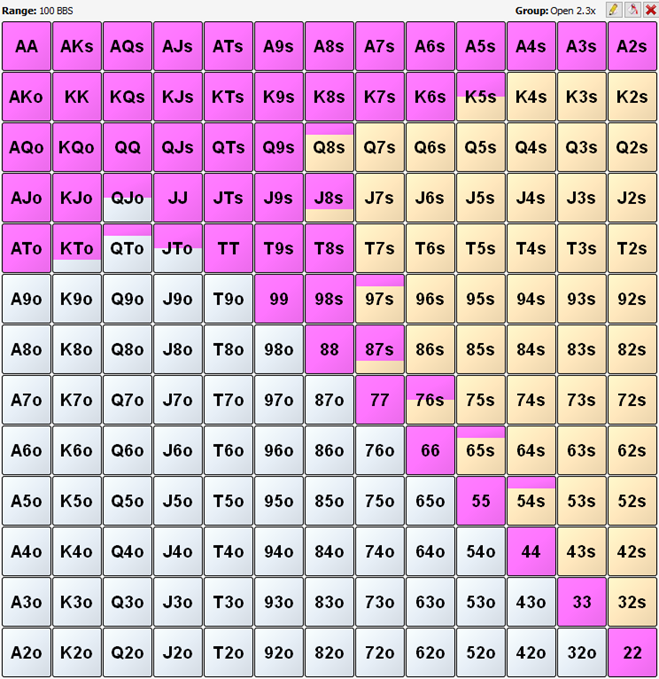 Range: 100 BBS Group: Open 2.3x
AA AKs AQs AJs ATs A9s A8s A7s A6s A5s A4s A3s A2s
AKo KK KQs KJs KTs K9s K8s K7s K6s K5s K4s K3s K2s
AQo KQo QQ QJs QTs Q9s Q8s Q7s Q6s Q5s Q4s Q3s Q2s
AJo KJo QJo JJ JTs J9s J8s J7s J6s J5s J4s J3s J2s
ATo KTo QTo JTo TT T9s T8s T7s T6s T5s T4s T3s T2s
A9o K9o Q9o J9o T9o 99 98s 97s 96s 95s 94s 93s 92s
A8o K8o Q8o J8o T8o 98o 88 87s 86s 85s 84s 83s 82s
A7o K7o Q7o J7o T7o 97o 87o 77 76s 75s 74s 73s 72s
A6o K6o Q6o J6o T6o 96o 86o 76o 66 65s 64s 63s 62s
A5o K5o Q5o J5o T5o 95o 85o 75o 65o 55 54s 53s 52s
A4o K4o Q4o J4o T4o 94o 84o 74o 64o 54o 44 43s 42s
A3o K3o Q3o J3o T3o 93o 83o 73o 63o 53o 43o 33 32s
A2o K2o Q2o J2o T2o 92o 82o 72o 62o 52o 42o 32o 22